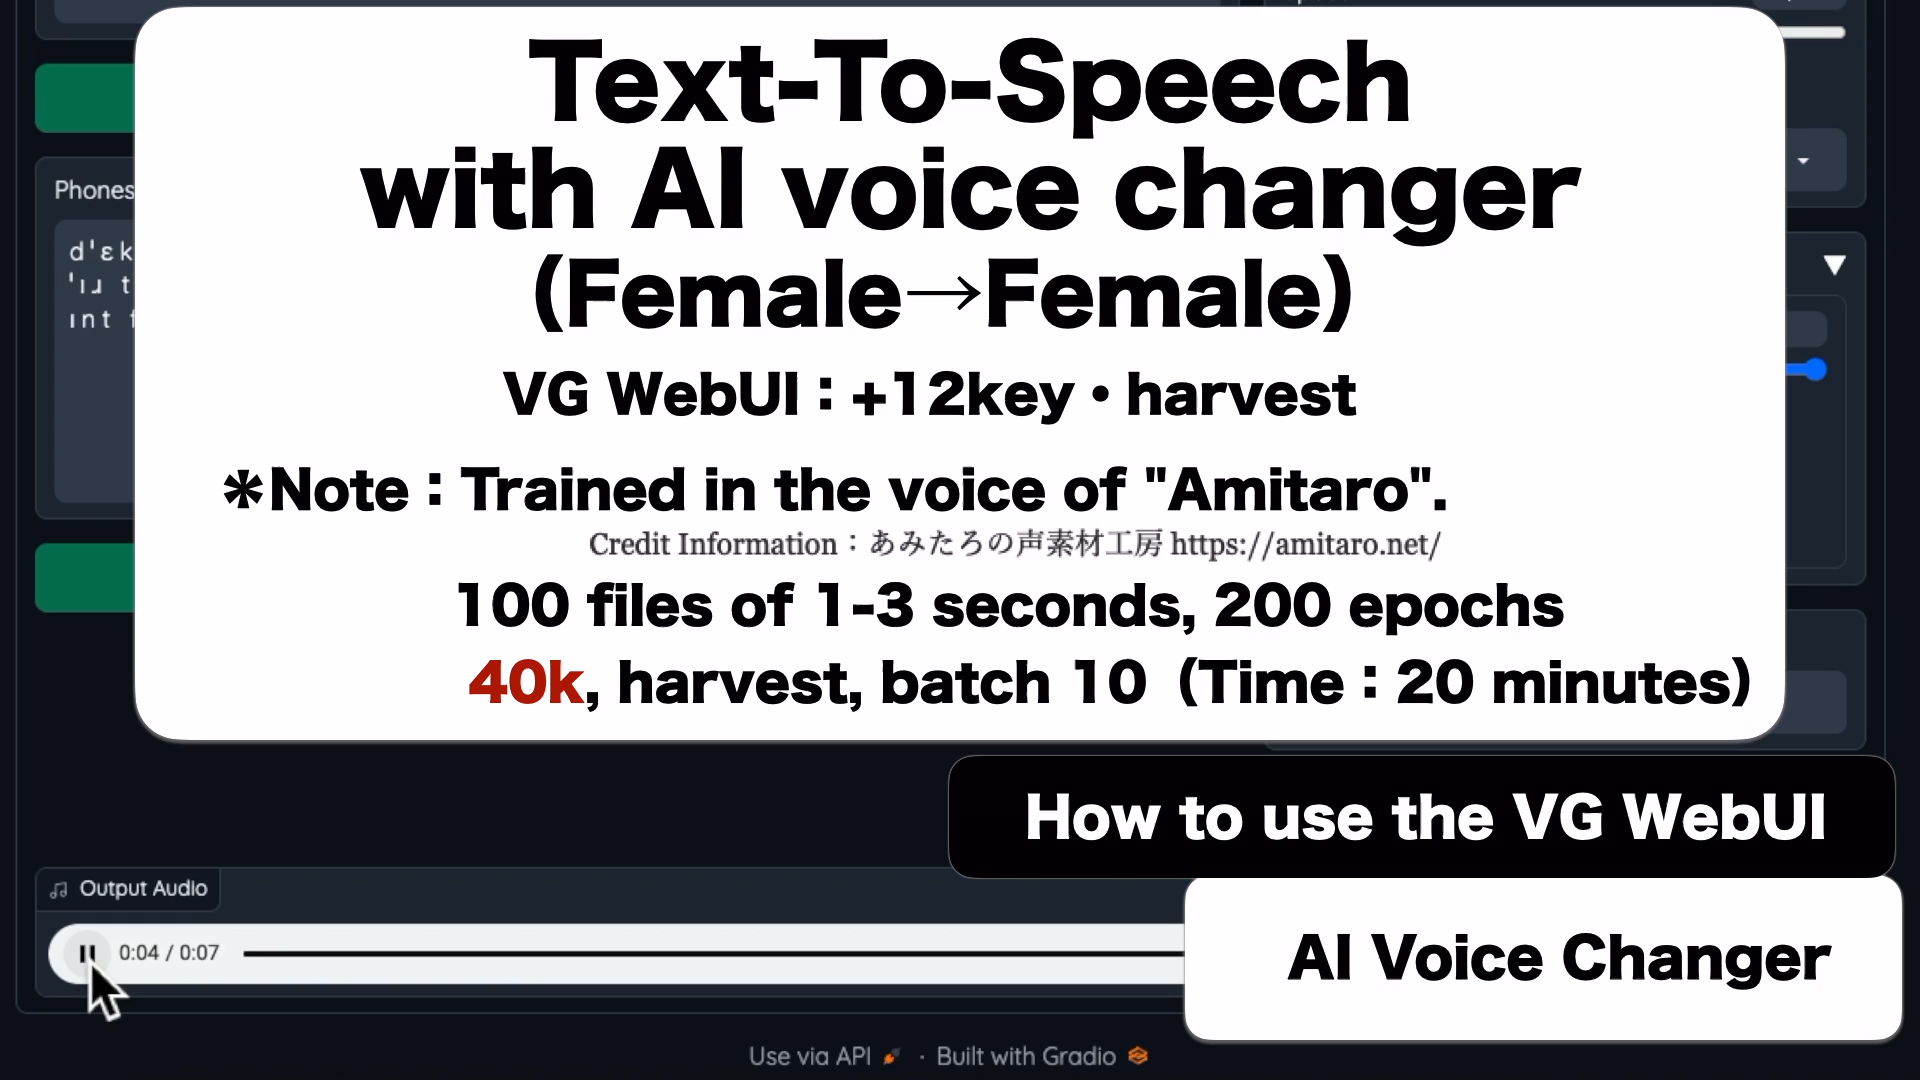 Text-To-Speech
with AI voice changer
(Female→Female)
VG WebUI：+12key・harvest
＊Note：Trained in the voice of "Amitaro".
Credit Information：あみたろの声素材工房 https://amitaro.net/
100 files of 1-3 seconds, 200 epochs
40k, harvest, batch 10（Time：20 minutes）
Phones
d ˈ ɛ k
ˈ ɪ ɹ t
ɪ n t f
How to use the VG WebUI
AI Voice Changer
Output Audio
0:04 / 0:07
Use via API · Built with Gradio